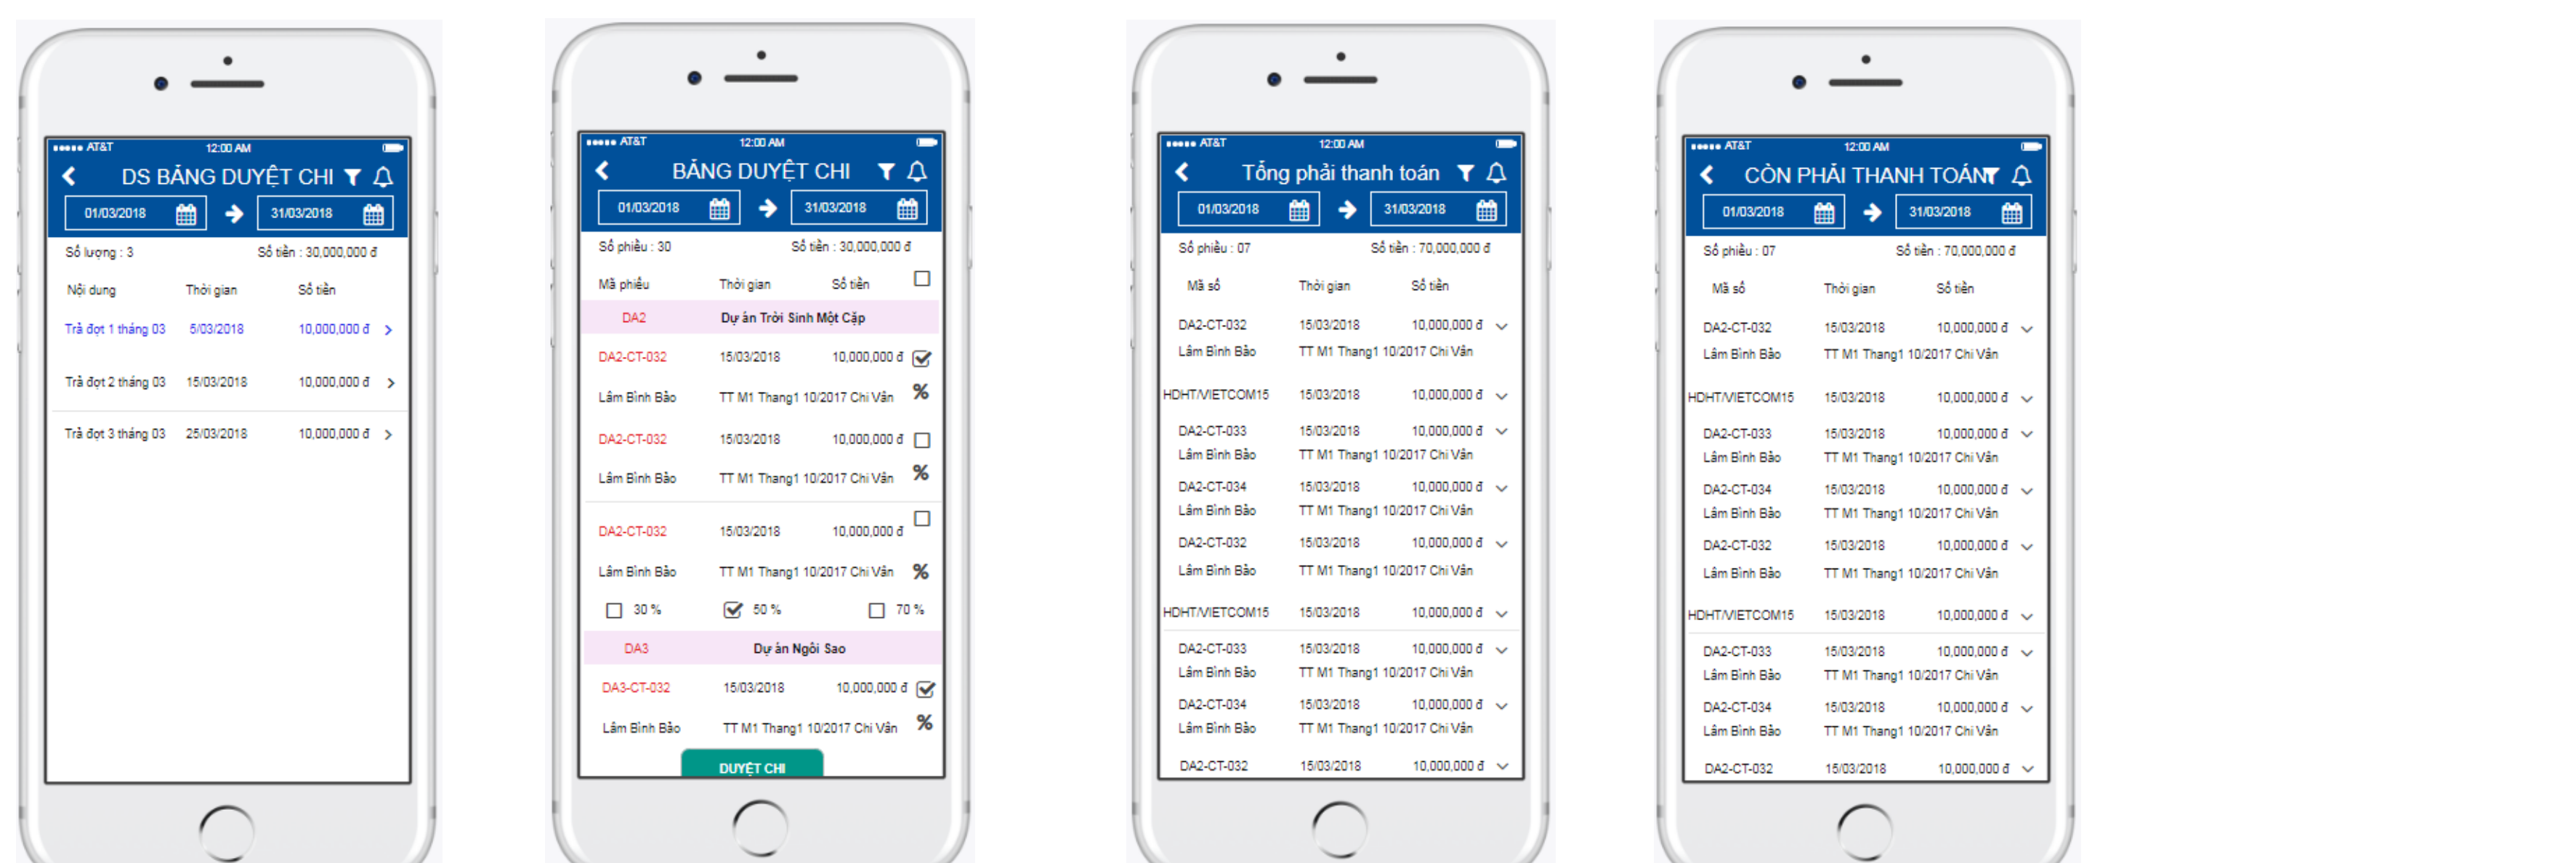 AT&T 12:00 AM
DS BẢNG DUYỆT CHI
01/03/2018 31/03/2018
Số lượng : 3 Số tiền : 30,000,000 đ
Nội dung Thời gian Số tiền
Trả đợt 1 tháng 03 5/03/2018 10,000,000 đ
Trả đợt 2 tháng 03 15/03/2018 10,000,000 đ
Trả đợt 3 tháng 03 25/03/2018 10,000,000 đ
AT&T 12:00 AM
BẢNG DUYỆT CHI
01/03/2018 31/03/2018
Số phiếu : 30 Số tiền : 30,000,000 đ
Mã phiếu Thời gian Số tiền
DA2 Dự án Trời Sinh Một Cặp
DA2-CT-032 15/03/2018 10,000,000 đ
Lâm Bình Bảo TT M1 Thang1 10/2017 Chi Vân %
DA2-CT-032 15/03/2018 10,000,000 đ
Lâm Bình Bảo TT M1 Thang1 10/2017 Chi Vân %
DA2-CT-032 15/03/2018 10,000,000 đ
Lâm Bình Bảo TT M1 Thang1 10/2017 Chi Vân %
30 % 50 % 70 %
DA3 Dự án Ngôi Sao
DA3-CT-032 15/03/2018 10,000,000 đ
Lâm Bình Bảo TT M1 Thang1 10/2017 Chi Vân %
DUYỆT CHI
AT&T 12:00 AM
Tổng phải thanh toán
01/03/2018 31/03/2018
Số phiếu : 07 Số tiền : 70,000,000 đ
Mã số Thời gian Số tiền
DA2-CT-032 15/03/2018 10,000,000 đ
Lâm Bình Bảo TT M1 Thang1 10/2017 Chi Vân
HDHT/VIETCOM15 15/03/2018 10,000,000 đ
DA2-CT-033 15/03/2018 10,000,000 đ
Lâm Bình Bảo TT M1 Thang1 10/2017 Chi Vân
DA2-CT-034 15/03/2018 10,000,000 đ
Lâm Bình Bảo TT M1 Thang1 10/2017 Chi Vân
DA2-CT-032 15/03/2018 10,000,000 đ
Lâm Bình Bảo TT M1 Thang1 10/2017 Chi Vân
HDHT/VIETCOM15 15/03/2018 10,000,000 đ
DA2-CT-033 15/03/2018 10,000,000 đ
Lâm Bình Bảo TT M1 Thang1 10/2017 Chi Vân
DA2-CT-034 15/03/2018 10,000,000 đ
Lâm Bình Bảo TT M1 Thang1 10/2017 Chi Vân
DA2-CT-032 15/03/2018 10,000,000 đ
AT&T 12:00 AM
CÒN PHẢI THANH TOÁN
01/03/2018 31/03/2018
Số phiếu : 07 Số tiền : 70,000,000 đ
Mã số Thời gian Số tiền
DA2-CT-032 15/03/2018 10,000,000 đ
Lâm Bình Bảo TT M1 Thang1 10/2017 Chi Vân
HDHT/VIETCOM15 15/03/2018 10,000,000 đ
DA2-CT-033 15/03/2018 10,000,000 đ
Lâm Bình Bảo TT M1 Thang1 10/2017 Chi Vân
DA2-CT-034 15/03/2018 10,000,000 đ
Lâm Bình Bảo TT M1 Thang1 10/2017 Chi Vân
DA2-CT-032 15/03/2018 10,000,000 đ
Lâm Bình Bảo TT M1 Thang1 10/2017 Chi Vân
HDHT/VIETCOM15 15/03/2018 10,000,000 đ
DA2-CT-033 15/03/2018 10,000,000 đ
Lâm Bình Bảo TT M1 Thang1 10/2017 Chi Vân
DA2-CT-034 15/03/2018 10,000,000 đ
Lâm Bình Bảo TT M1 Thang1 10/2017 Chi Vân
DA2-CT-032 15/03/2018 10,000,000 đ